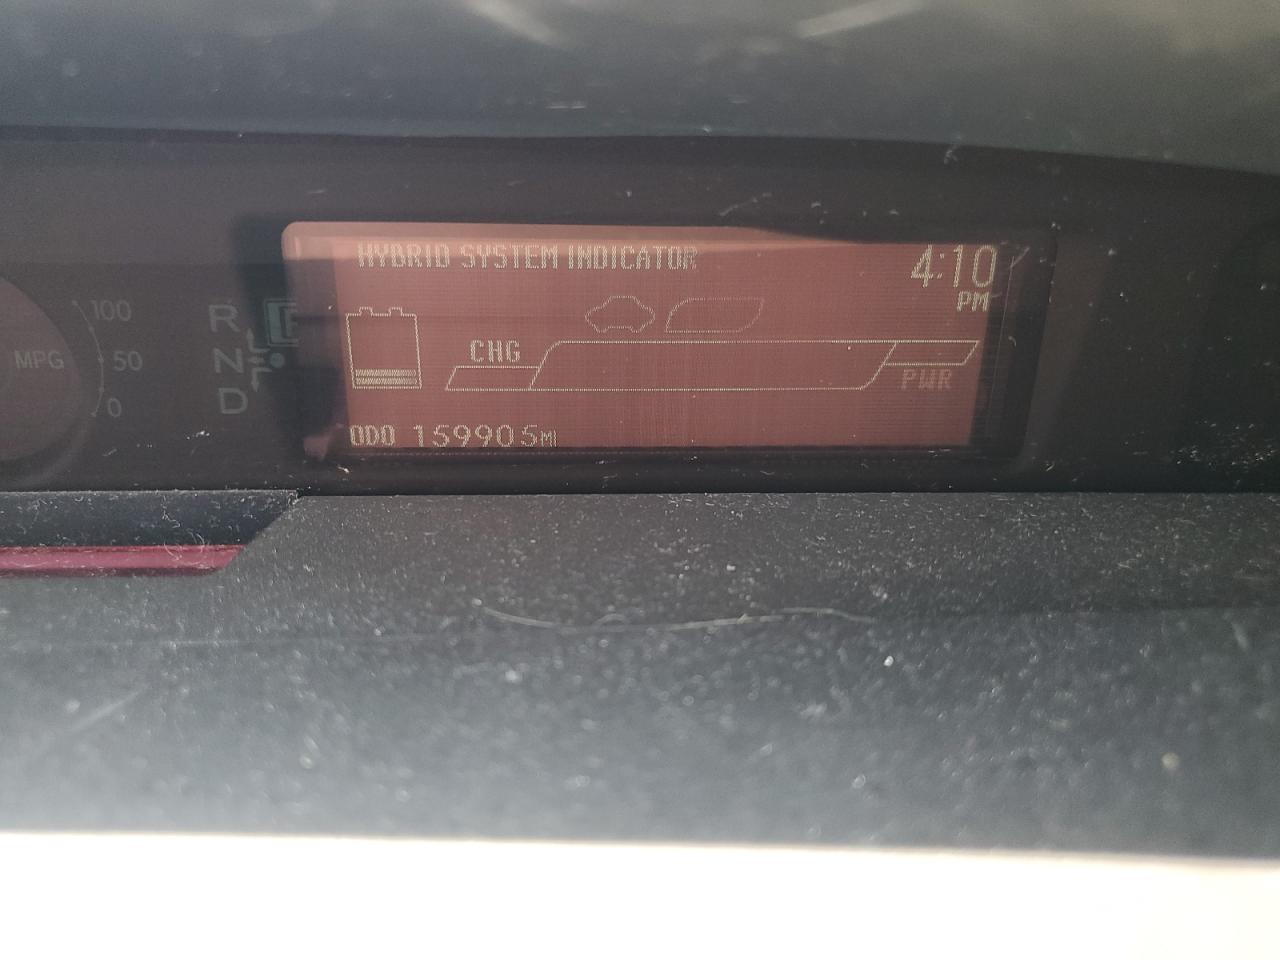 HYBRID SYSTEM INDICATOR
4:10
PM
100
R
P
MPG
50
N
CHG
PWR
0
D
ODO 159905MI